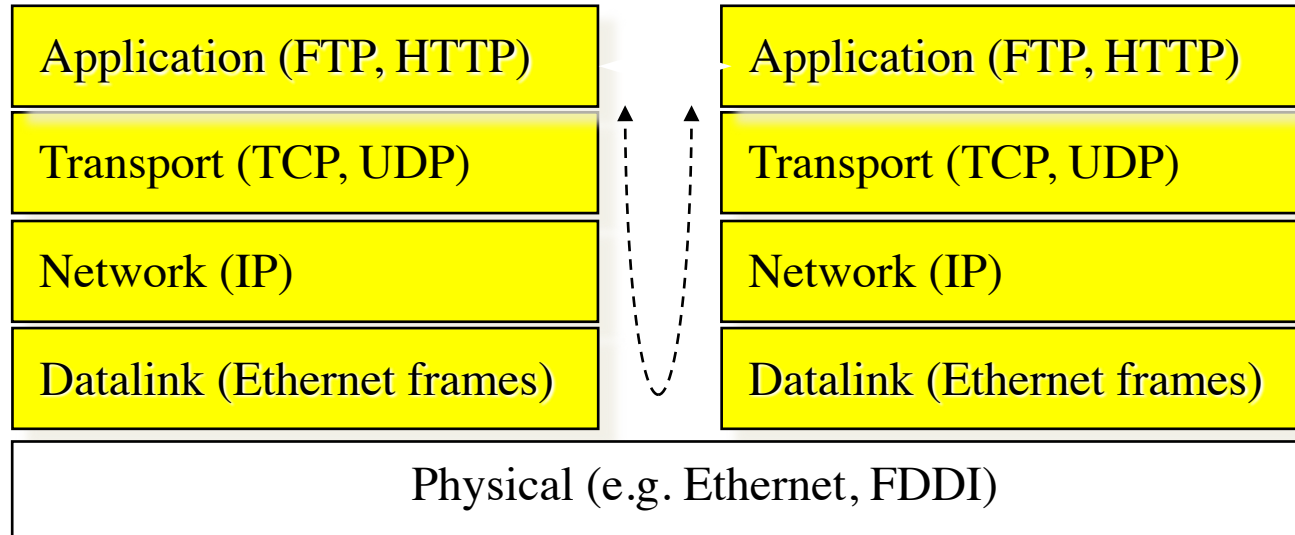 Application (FTP, HTTP)
Transport (TCP, UDP)
Network (IP)
Datalink (Ethernet frames)
Application (FTP, HTTP)
Transport (TCP, UDP)
Network (IP)
Datalink (Ethernet frames)
Physical (e.g. Ethernet, FDDI)